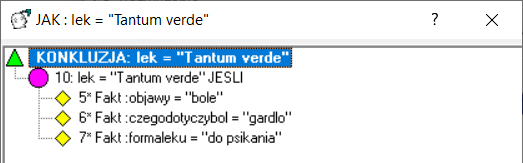 JAK : lek = "Tantum verde"
?
KONKLUZJA: lek = "Tantum verde"
10: lek = "Tantum verde" JESLI
5* Fakt :objawy = "bole"
6* Fakt :czegodotyczybol = "gardlo"
7* Fakt :formaleku = "do psikania"